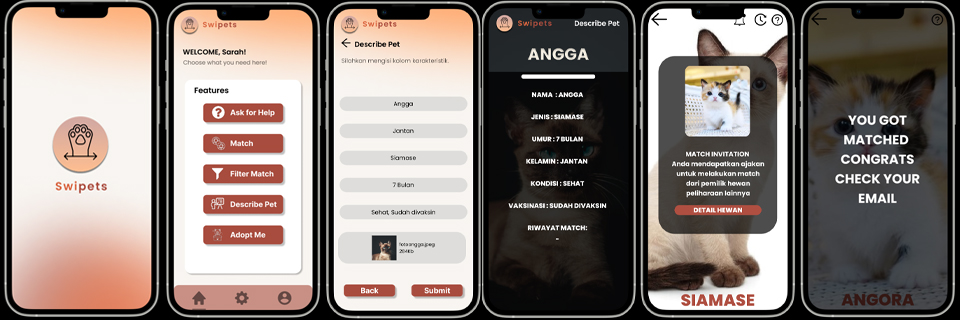 Swipets
Swipets
WELCOME, Sarah!
Choose what you need here!
Features
Ask for Help
Match
Filter Match
Describe Pet
Adopt Me
Swipets
Describe Pet
Silahkan mengisi kolom karakteristik.
Angga
Jantan
Siamase
7 Bulan
Sehat, Sudah divaksin
fotoangga.jpeg
Back
Submit
Swipets
Describe Pet
ANGGA
NAMA : ANGGA
JENIS : SIAMASE
UMUR : 7 BULAN
KELAMIN : JANTAN
KONDISI : SEHAT
VAKSINASI : SUDAH DIVAKSIN
RIWAYAT MATCH:
-
MATCH INVITATION
Anda mendapatkan ajakan
untuk melakukan match
dari pemilik hewan
peliharaan lainnya
DETAIL HEWAN
SIAMASE
YOU GOT
MATCHED
CONGRATS
CHECK YOUR
EMAIL
ANGORA